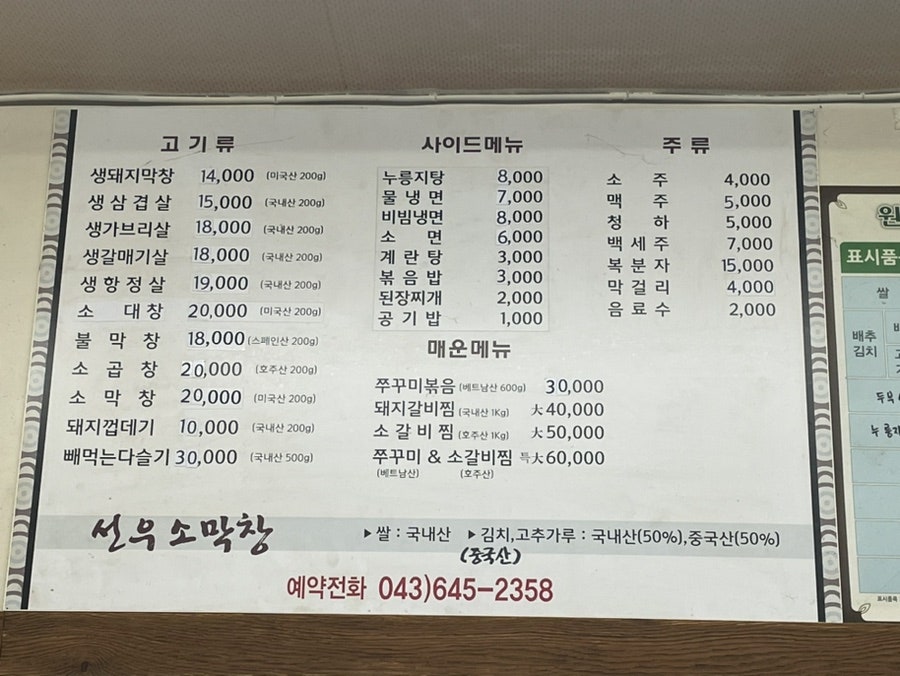 고기류
생돼지막창 14,000 (미국산 200g)
생삼겹살 15,000 (국내산 200g)
생가브리살 18,000 (국내산 200g)
생갈매기살 18,000 (국내산 200g)
생항정살 19,000 (국내산 200g)
소 대창 20,000 (미국산 200g)
불막창 18,000 (스페인산 200g)
소곱창 20,000 (호주산 200g)
소막창 20,000 (미국산 200g)
돼지껍데기 10,000 (국내산 200g)
빼먹는다슬기 30,000 (국내산 500g)
사이드메뉴
누룽지탕 8,000
물냉면 7,000
비빔냉면 8,000
소면 6,000
계란탕 3,000
볶음밥 3,000
된장찌개 2,000
공기밥 1,000
매운메뉴
쭈꾸미볶음 (베트남산 600g) 30,000
돼지갈비찜 (국내산 1Kg) 大 40,000
소갈비찜 (호주산 1Kg) 大 50,000
쭈꾸미 & 소갈비찜 특大 60,000
(베트남산) (호주산)
주류
소주 4,000
맥주 5,000
청하 5,000
백세주 7,000
복분자 15,000
막걸리 4,000
음료수 2,000
선우소막창
▶쌀 : 국내산 ▶김치,고추가루 : 국내산(50%),중국산(50%)
(중국산)
예약전화 043)645-2358
원
표시품
쌀
배추
김치
두묵
누룽지
표시품목